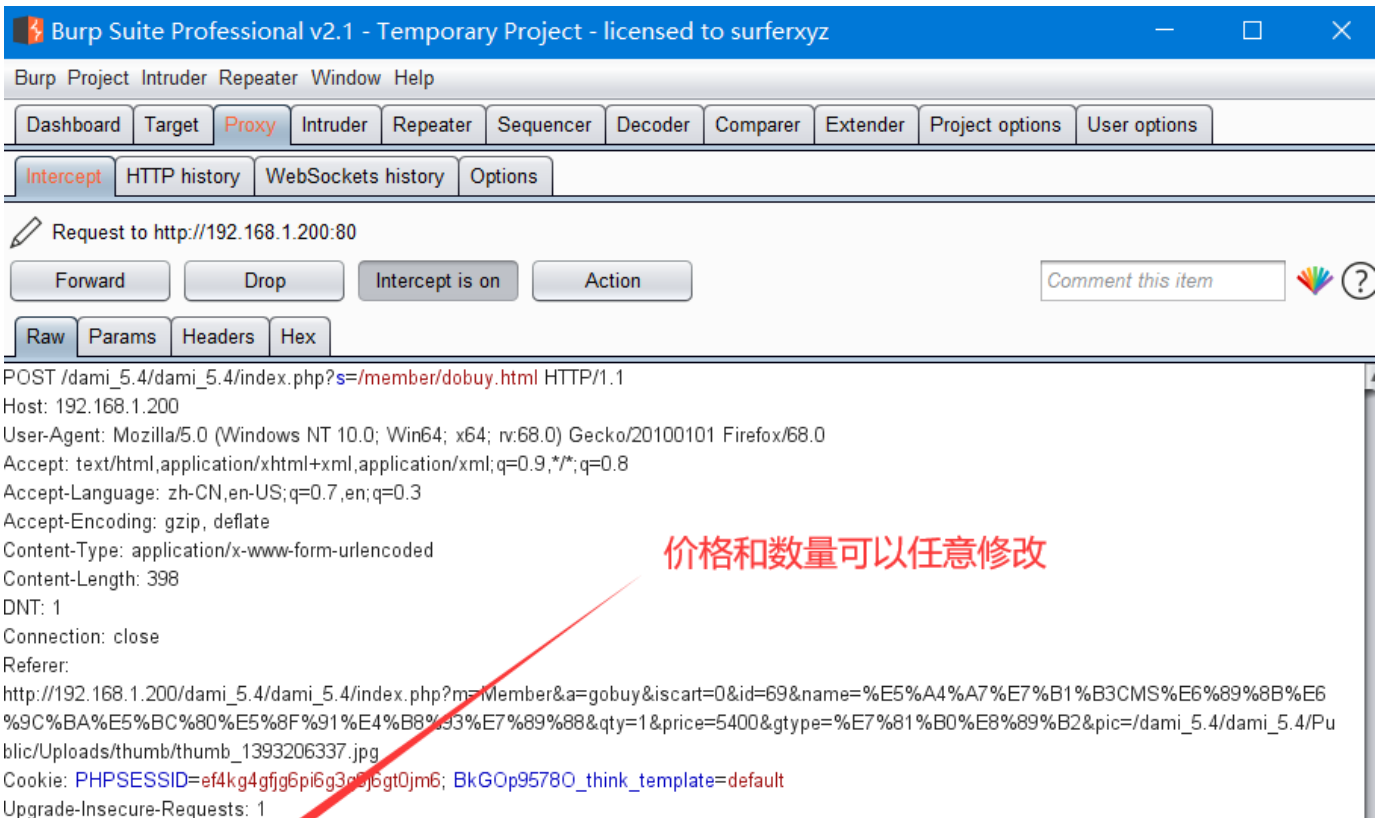 Burp Suite Professional v2.1 - Temporary Project - licensed to surferxyz
Burp Project Intruder Repeater Window Help
Dashboard Target Proxy Intruder Repeater Sequencer Decoder Comparer Extender Project options User options
Intercept HTTP history WebSockets history Options
Request to http://192.168.1.200:80
Forward Drop Intercept is on Action Comment this item ?
Raw Params Headers Hex
POST /dami_5.4/dami_5.4/index.php?s=/member/dobuy.html HTTP/1.1
Host: 192.168.1.200
User-Agent: Mozilla/5.0 (Windows NT 10.0; Win64; x64; rv:68.0) Gecko/20100101 Firefox/68.0
Accept: text/html,application/xhtml+xml,application/xml;q=0.9,*/*;q=0.8
Accept-Language: zh-CN,en-US;q=0.7,en;q=0.3
Accept-Encoding: gzip, deflate
Content-Type: application/x-www-form-urlencoded
价格和数量可以任意修改
Content-Length: 398
DNT: 1
Connection: close
Referer:
http://192.168.1.200/dami_5.4/dami_5.4/index.php?m=Member&a=gobuy&iscart=0&id=69&name=%E5%A4%A7%E7%B1%B3CMS%E6%89%8B%E6
%9C%BA%E5%BC%80%E5%8F%91%E4%B8%93%E7%89%88&qty=1&price=5400&gtype=%E7%81%B0%E8%89%B2&pic=/dami_5.4/dami_5.4/Pu
blic/Uploads/thumb/thumb_1393206337.jpg
Cookie: BkGOp9578O_think_template=default
Upgrade-Insecure-Requests: 1